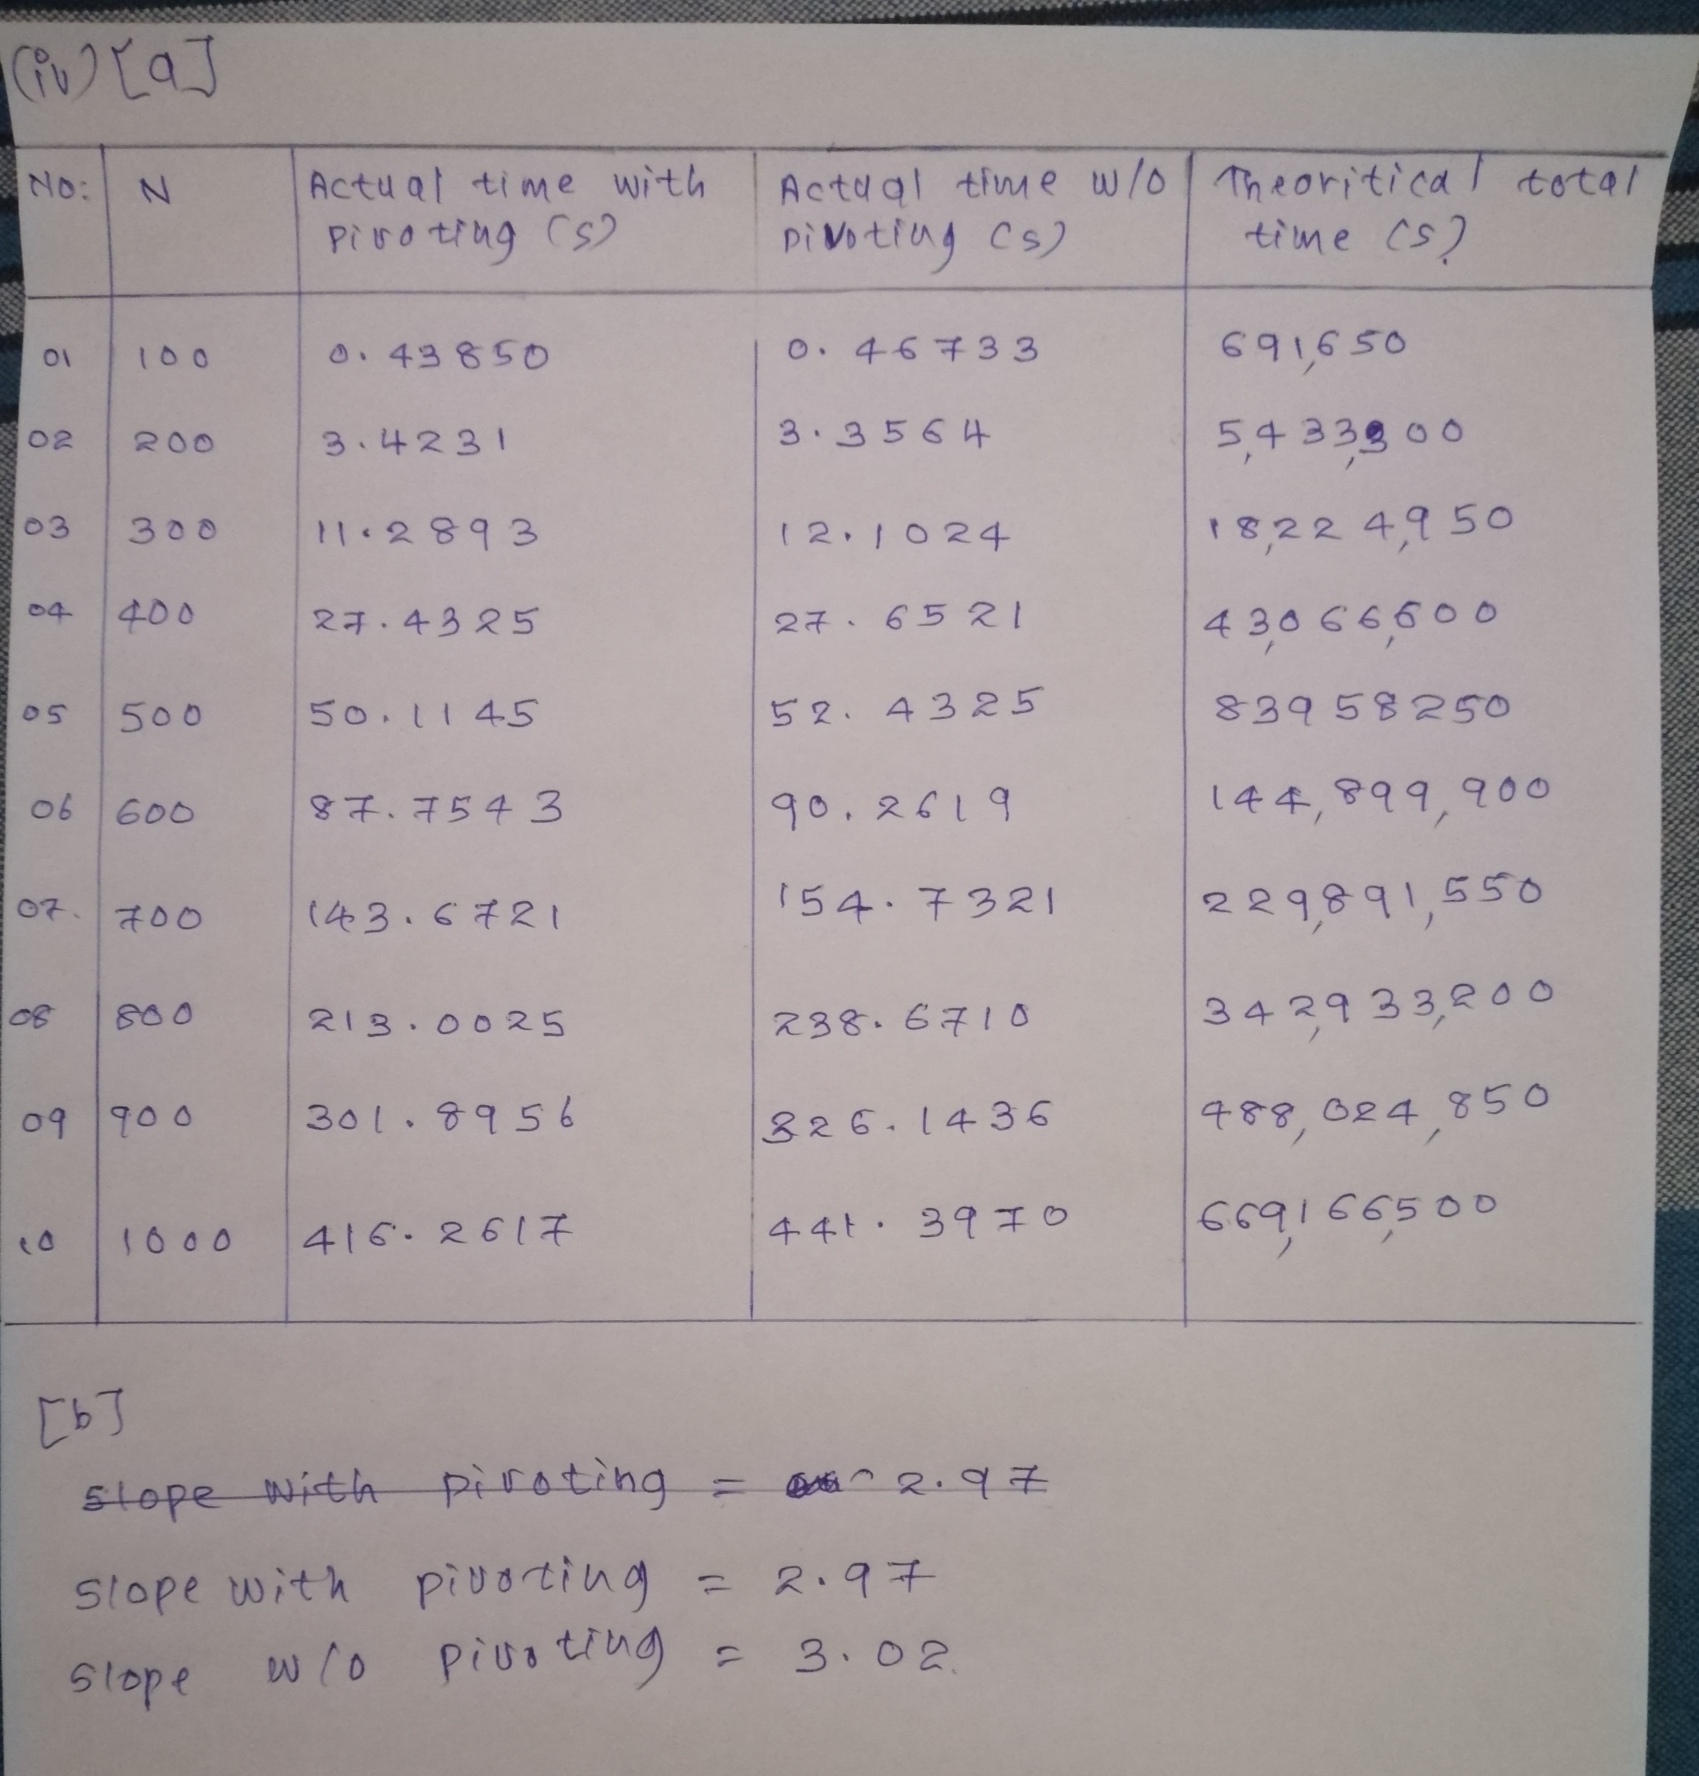 (iv) [a]
No: N Actual time with pivoting (s) Actual time w/o pivoting (s) Theoritical total time (s)
01 100 0.43850 0.46733 691,650
02 200 3.4231 3.3564 5,433,300
03 300 11.2893 12.1024 18,224,950
04 400 27.4325 27.6521 43,066,600
05 500 50.1145 52.4325 83958250
06 600 87.7543 90.2619 144,899,900
07. 700 143.6721 154.7321 229,891,550
08 800 213.0025 238.6710 342,933,200
09 900 301.8956 326.1436 488,024,850
10 1000 416.2617 441.3970 669,166,500
[b]
slope with pivoting = 2.97
slope with pivoting = 2.97
slope w/o pivoting = 3.02